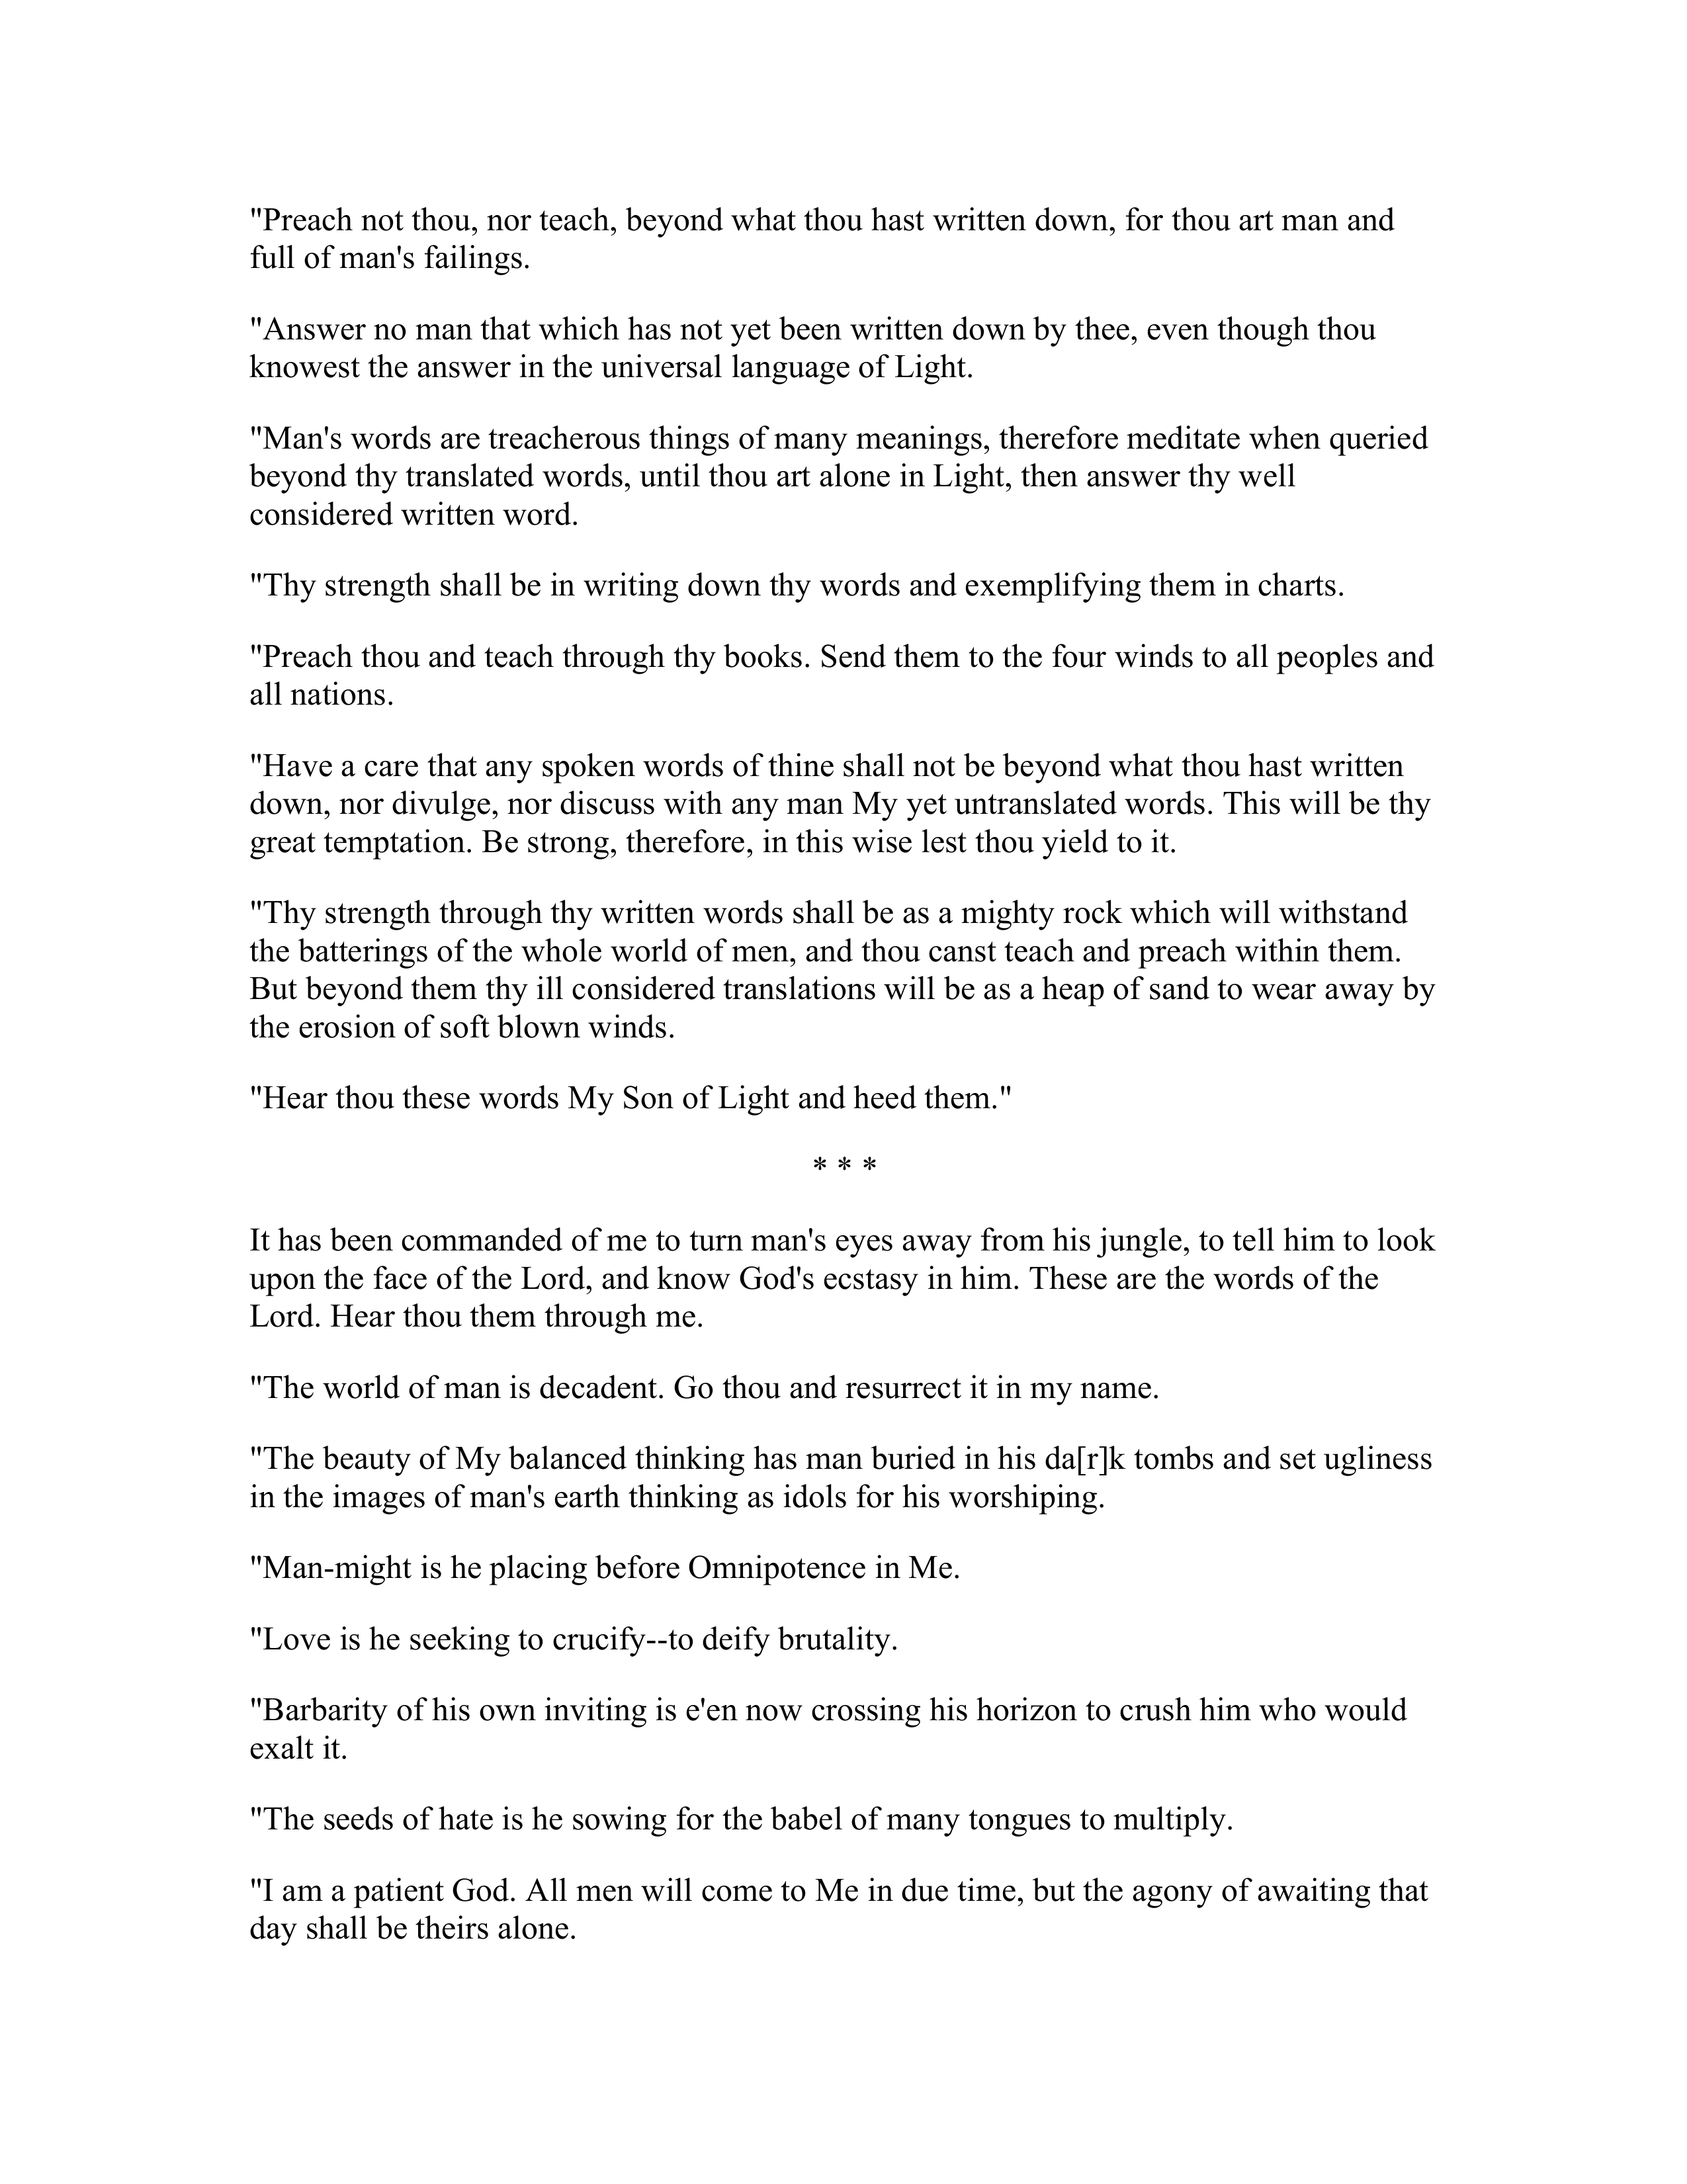 "Preach not thou, nor teach, beyond what thou hast written down, for thou art man and
full of man's failings.
"Answer no man that which has not yet been written down by thee, even though thou
knowest the answer in the universal language of Light.
"Man's words are treacherous things of many meanings, therefore meditate when queried
beyond thy translated words, until thou art alone in Light, then answer thy well
considered written word.
"Thy strength shall be in writing down thy words and exemplifying them in charts.
"Preach thou and teach through thy books. Send them to the four winds to all peoples and
all nations.
"Have a care that any spoken words of thine shall not be beyond what thou hast written
down, nor divulge, nor discuss with any man My yet untranslated words. This will be thy
great temptation. Be strong, therefore, in this wise lest thou yield to it.
"Thy strength through thy written words shall be as a mighty rock which will withstand
the batterings of the whole world of men, and thou canst teach and preach within them.
But beyond them thy ill considered translations will be as a heap of sand to wear away by
the erosion of soft blown winds.
"Hear thou these words My Son of Light and heed them."
* * *
It has been commanded of me to turn man's eyes away from his jungle, to tell him to look
upon the face of the Lord, and know God's ecstasy in him. These are the words of the
Lord. Hear thou them through me.
"The world of man is decadent. Go thou and resurrect it in my name.
"The beauty of My balanced thinking has man buried in his da[r]k tombs and set ugliness
in the images of man's earth thinking as idols for his worshiping.
"Man-might is he placing before Omnipotence in Me.
"Love is he seeking to crucify--to deify brutality.
"Barbarity of his own inviting is e'en now crossing his horizon to crush him who would
exalt it.
"The seeds of hate is he sowing for the babel of many tongues to multiply.
"I am a patient God. All men will come to Me in due time, but the agony of awaiting that
day shall be theirs alone.